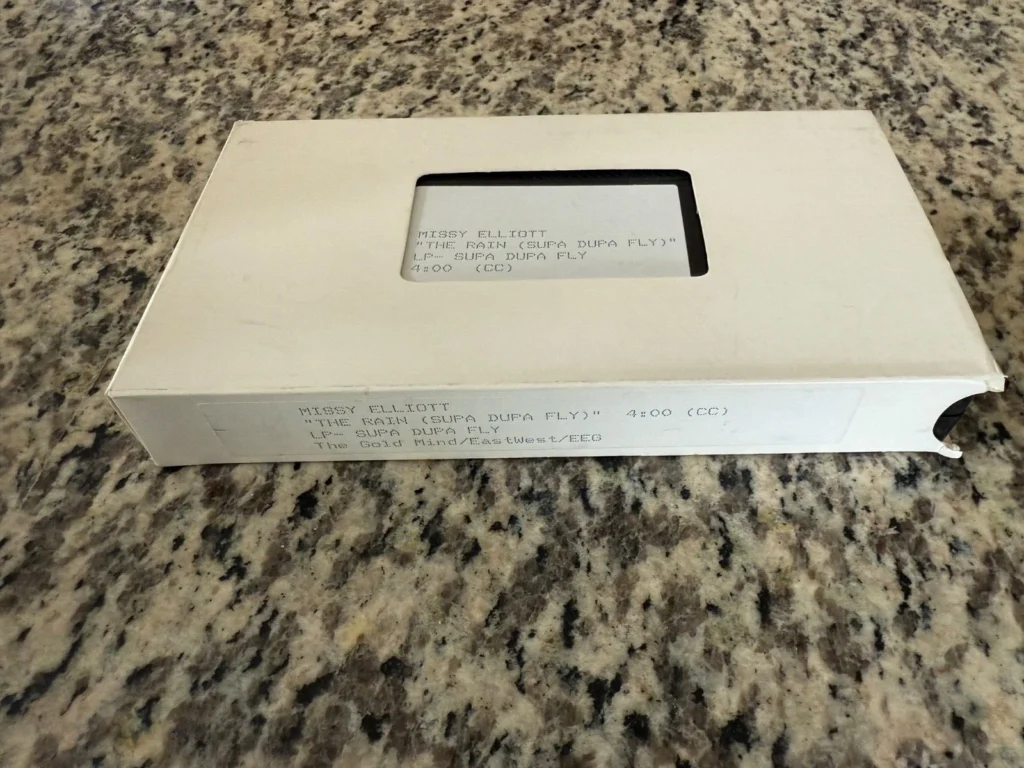 MISSY ELLIOTT
"THE RAIN (SUPA DUPA FLY)"
LP- SUPA DUPA FLY
4:00 (CC)
MISSY ELLIOTT
"THE RAIN (SUPA DUPA FLY)" 4:00 (CC)
LP- SUPA DUPA FLY
The Gold Mind/EastWest/EEG